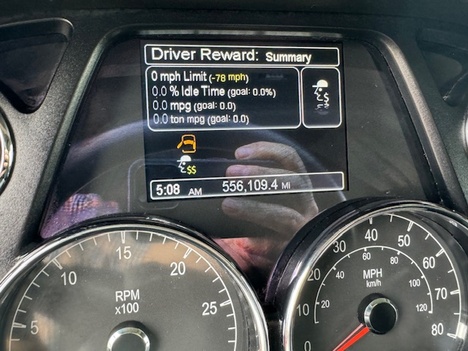 Driver Reward: Summary
0 mph Limit (-78 mph)
0.0 % Idle Time (goal: 0.0%)
0.0 mpg (goal: 0.0)
0.0 ton mpg (goal: 0.0)
$
$$
5:08 AM 556,109.4 Mi
5
10
15
20
25
RPM
x100
0
10
20
30
40
50
60
70
80
20
40
60
80
100
120
MPH
km/h